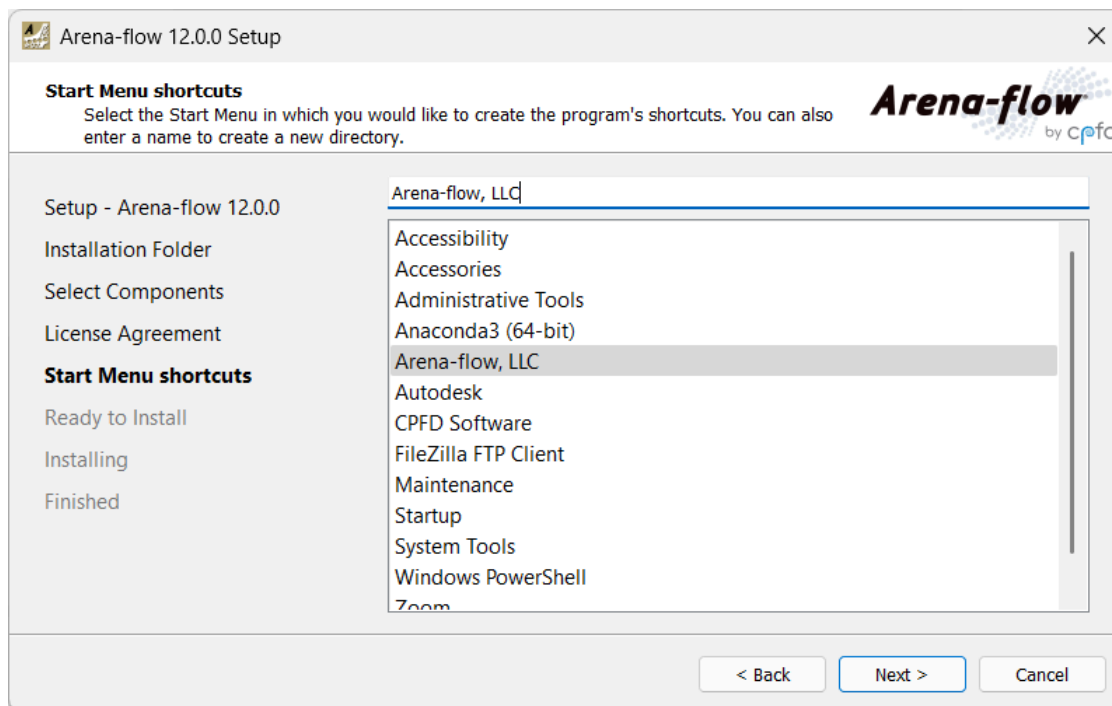 Arena-flow 12.0.0 Setup
Start Menu shortcuts
Select the Start Menu in which you would like to create the program's shortcuts. You can also
enter a name to create a new directory.
Arena-flow
by cpfd
Setup - Arena-flow 12.0.0
Installation Folder
Select Components
License Agreement
Start Menu shortcuts
Ready to Install
Installing
Finished
Arena-flow, LLC
Accessibility
Accessories
Administrative Tools
Anaconda3 (64-bit)
Arena-flow, LLC
Autodesk
CPFD Software
FileZilla FTP Client
Maintenance
Startup
System Tools
Windows PowerShell
Zoom
< Back
Next >
Cancel